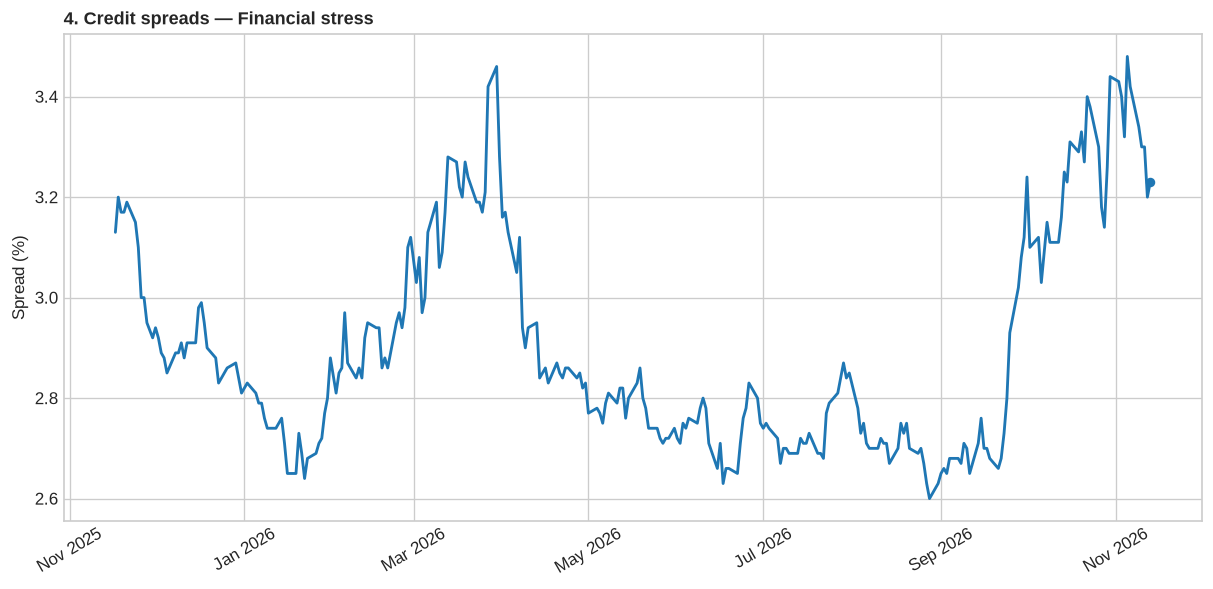 4. Credit spreads — Financial stress
Spread (%)
3.4
3.2
3.0
2.8
2.6
Nov 2025
Jan 2026
Mar 2026
May 2026
Jul 2026
Sep 2026
Nov 2026